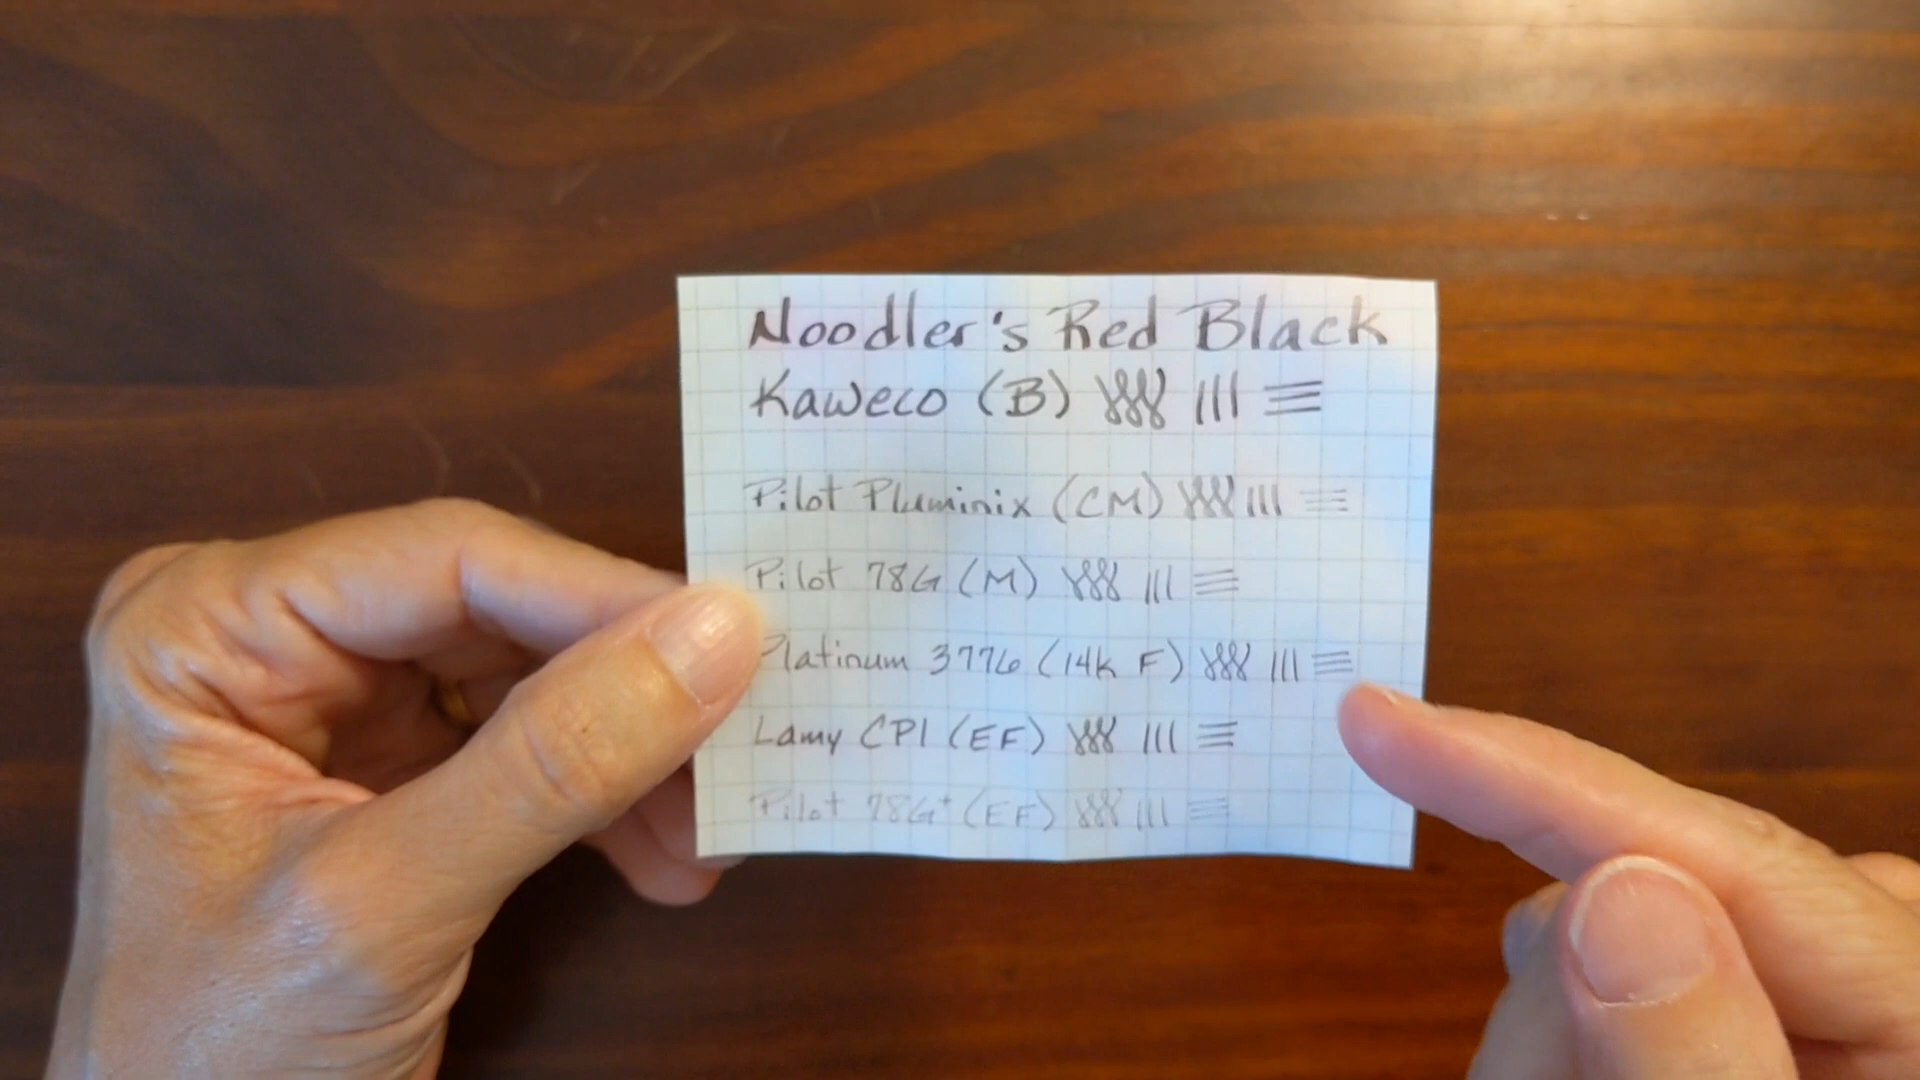 Noodler's Red Black
Kaweco (B)
Pilot Pluminix (CM)
Pilot 78G (M)
Platinum 3776 (14K F)
Lamy CP1 (EF)
Pilot 78G+ (EF)